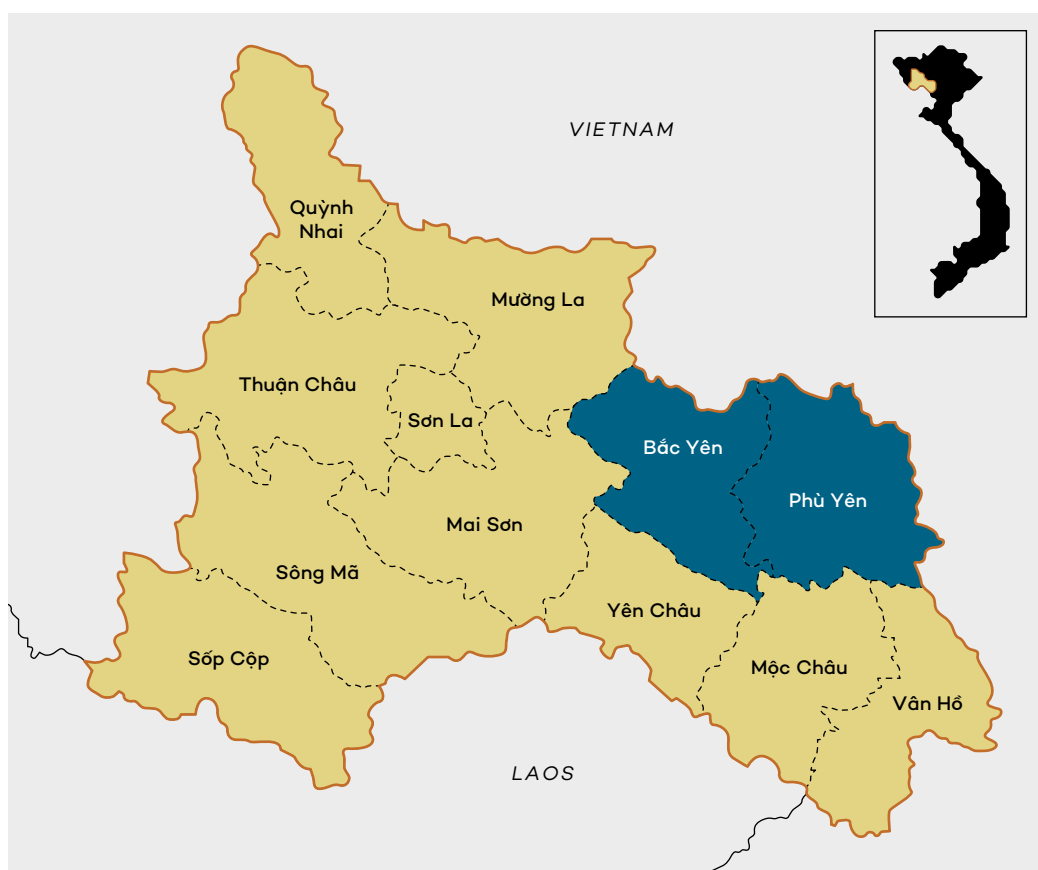 VIETNAM
Quỳnh
Nhai
Mường La
Thuận Châu
Sơn La
Bắc Yên
Phù Yên
Mai Sơn
Sông Mã
Yên Châu
Sốp Cộp
Mộc Châu
Vân Hồ
LAOS